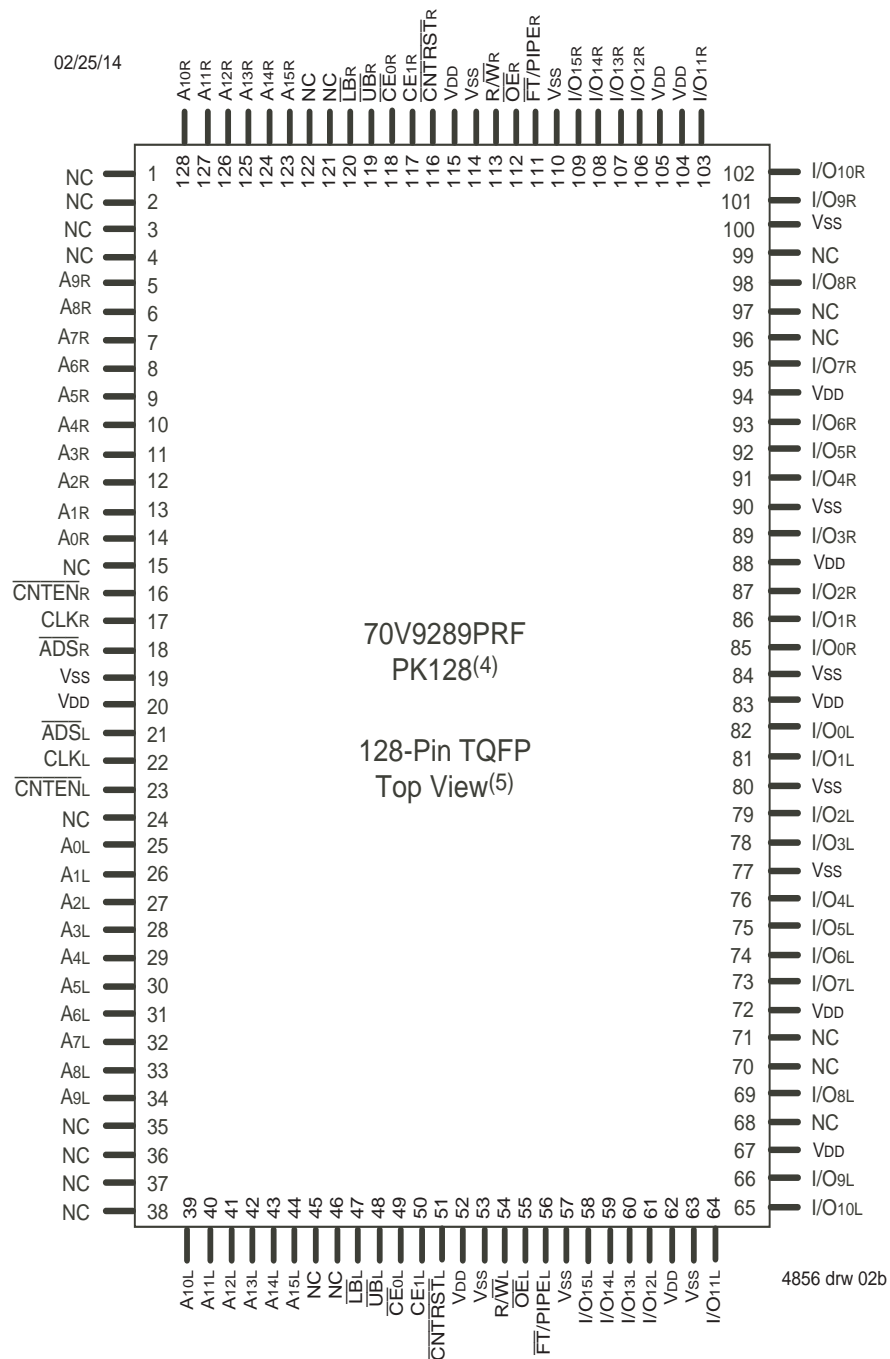 02/25/14
A10R
A11R
A12R
A13R
A14R
A15R
NC
NC
LBR
UBR
CE0R
CE1R
CNTRSTR
VDD
VSS
R/WR
OER
FT/PIPER
VSS
I/O15R
I/O14R
I/O13R
I/O12R
VDD
VDD
I/O11R
128
127
126
125
124
123
122
121
120
119
118
117
116
115
114
113
112
111
110
109
108
107
106
105
104
103
NC 1
NC 2
NC 3
NC 4
A9R 5
A8R 6
A7R 7
A6R 8
A5R 9
A4R 10
A3R 11
A2R 12
A1R 13
A0R 14
NC 15
CNTENR 16
CLKR 17
ADSR 18
VSS 19
VDD 20
ADSL 21
CLKL 22
CNTENL 23
NC 24
A0L 25
A1L 26
A2L 27
A3L 28
A4L 29
A5L 30
A6L 31
A7L 32
A8L 33
A9L 34
NC 35
NC 36
NC 37
NC 38
70V9289PRF
PK128(4)
128-Pin TQFP
Top View(5)
102 I/O10R
101 I/O9R
100 VSS
99 NC
98 I/O8R
97 NC
96 NC
95 I/O7R
94 VDD
93 I/O6R
92 I/O5R
91 I/O4R
90 VSS
89 I/O3R
88 VDD
87 I/O2R
86 I/O1R
85 I/O0R
84 VSS
83 VDD
82 I/O0L
81 I/O1L
80 VSS
79 I/O2L
78 I/O3L
77 VSS
76 I/O4L
75 I/O5L
74 I/O6L
73 I/O7L
72 VDD
71 NC
70 NC
69 I/O8L
68 NC
67 VDD
66 I/O9L
65 I/O10L
39
40
41
42
43
44
45
46
47
48
49
50
51
52
53
54
55
56
57
58
59
60
61
62
63
64
A10L
A11L
A12L
A13L
A14L
A15L
NC
NC
LBL
UBL
CE0L
CE1L
CNTRSTL
VDD
VSS
R/WL
OEL
FT/PIPEL
VSS
I/O15L
I/O14L
I/O13L
I/O12L
VDD
VSS
I/O11L
4856 drw 02b